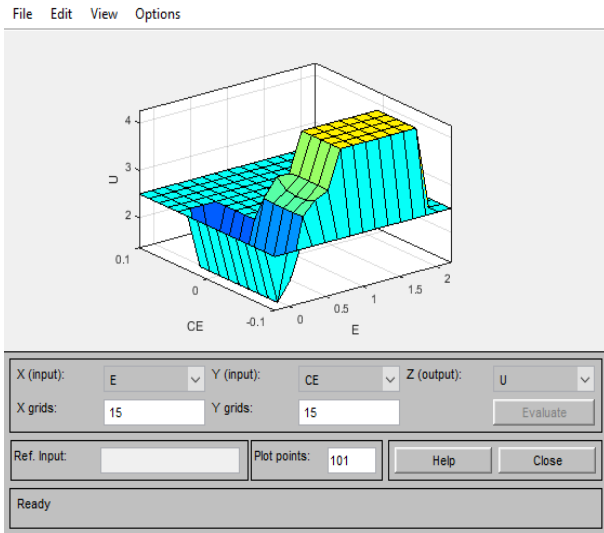 File Edit View Options
4
3
2
U
0.1
0
-0.1
CE
0
0.5
1
1.5
2
E
X (input): E Y (input): CE Z (output): U
X grids: 15 Y grids: 15 Evaluate
Ref. Input: Plot points: 101 Help Close
Ready